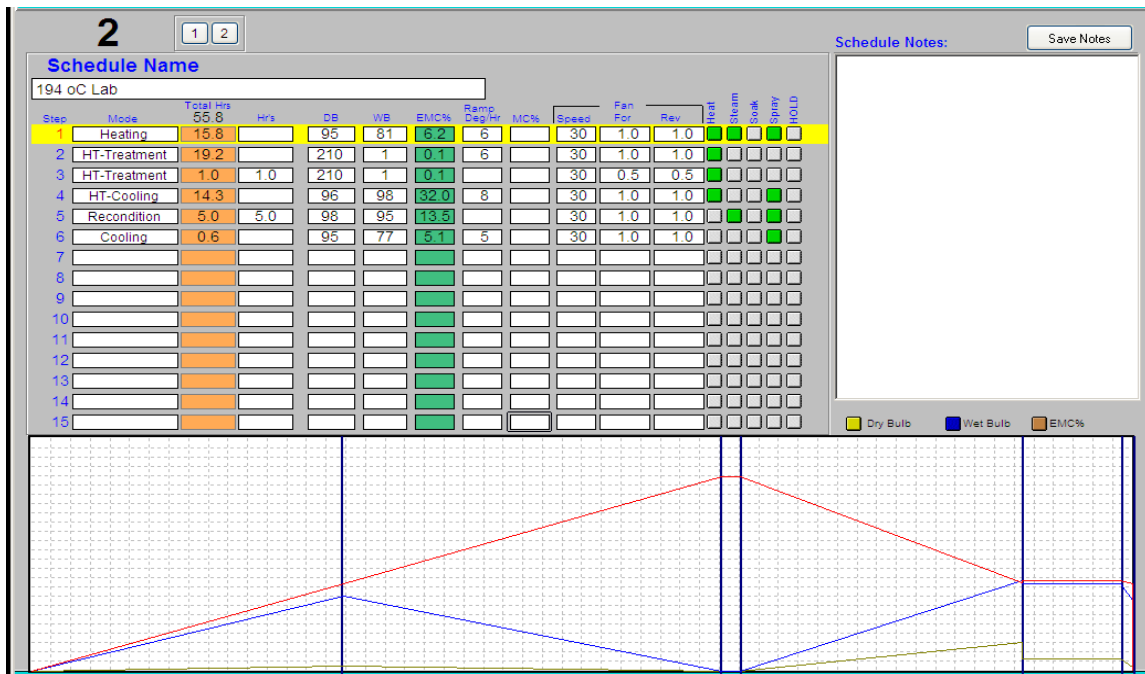 2 1 2
Schedule Notes: Save Notes
Schedule Name
194 oC Lab
Total Hrs Ramp Fan
Step Mode 55.8 Hr's DB WB EMC% Deg/Hr MC% Speed For Rev Heat Steam Soak Spray HOLD
1 Heating 15.8 95 81 6.2 6 30 1.0 1.0
2 HT-Treatment 19.2 210 1 0.1 6 30 1.0 1.0
3 HT-Treatment 1.0 1.0 210 1 0.1 30 0.5 0.5
4 HT-Cooling 14.3 96 98 32.0 8 30 1.0 1.0
5 Recondition 5.0 5.0 98 95 13.5 30 1.0 1.0
6 Cooling 0.6 95 77 5.1 5 30 1.0 1.0
7
8
9
10
11
12
13
14
15
Dry Bulb Wet Bulb EMC%